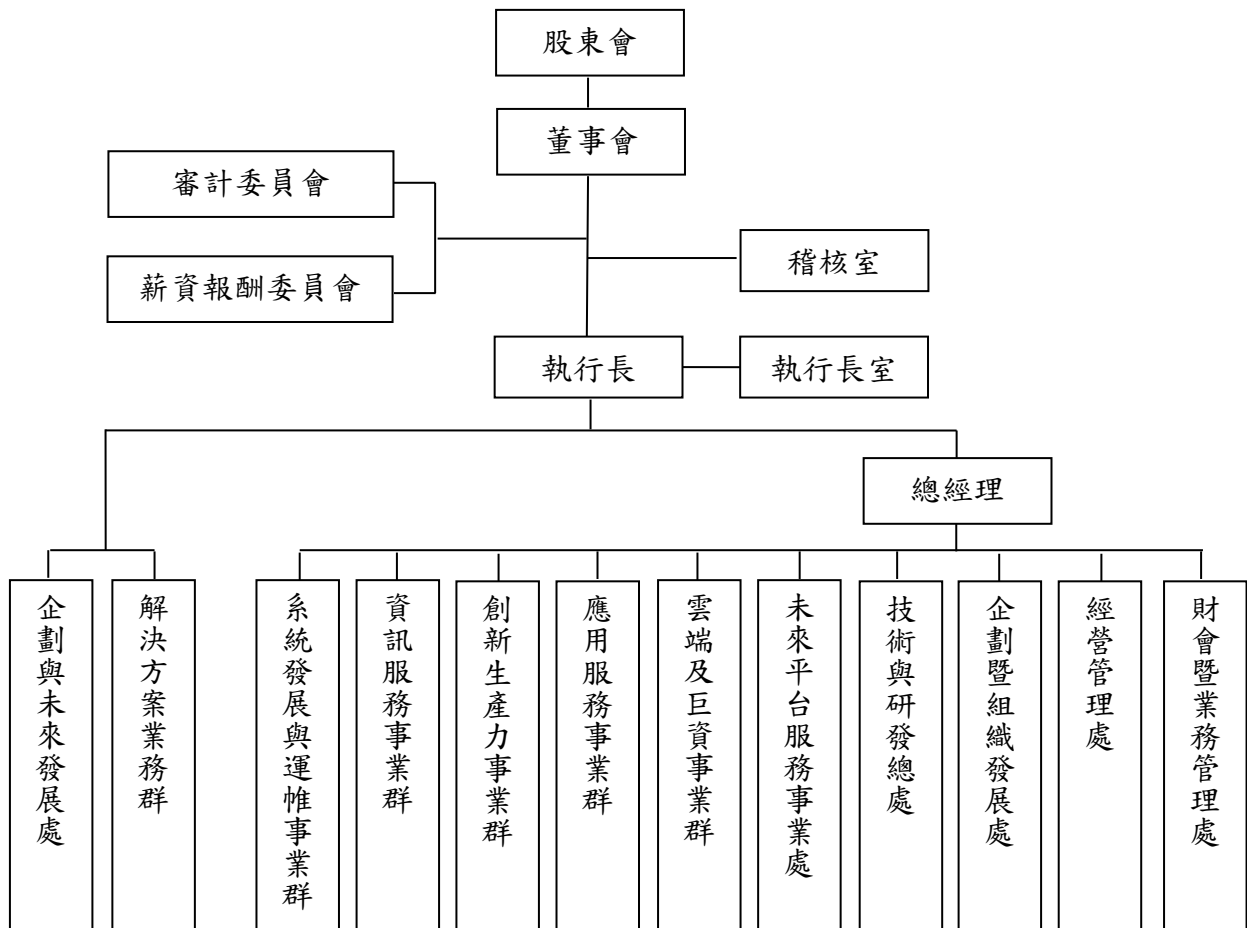 股東會
董事會
審計委員會
薪資報酬委員會
稽核室
執行長
執行長室
總經理
企劃與未來發展處
解決方案業務群
系統發展與運帷事業群
資訊服務事業群
創新生產力事業群
應用服務事業群
雲端及巨資事業群
未來平台服務事業處
技術與研發總處
企劃暨組織發展處
經營管理處
財會暨業務管理處